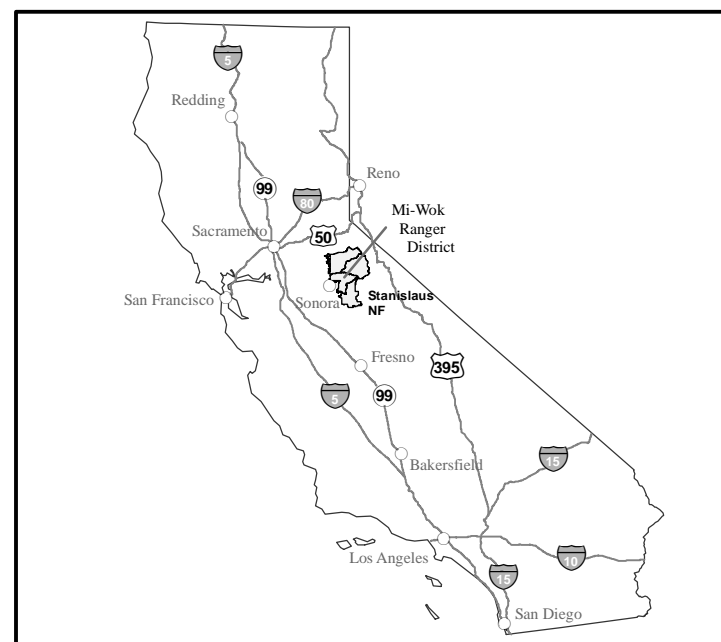 5
Redding
99
Reno
80
Mi-Wok
Ranger
District
Sacramento
50
San Francisco
Sonora
Stanislaus
NF
Fresno
395
5
99
15
Bakersfield
Los Angeles
10
15
San Diego